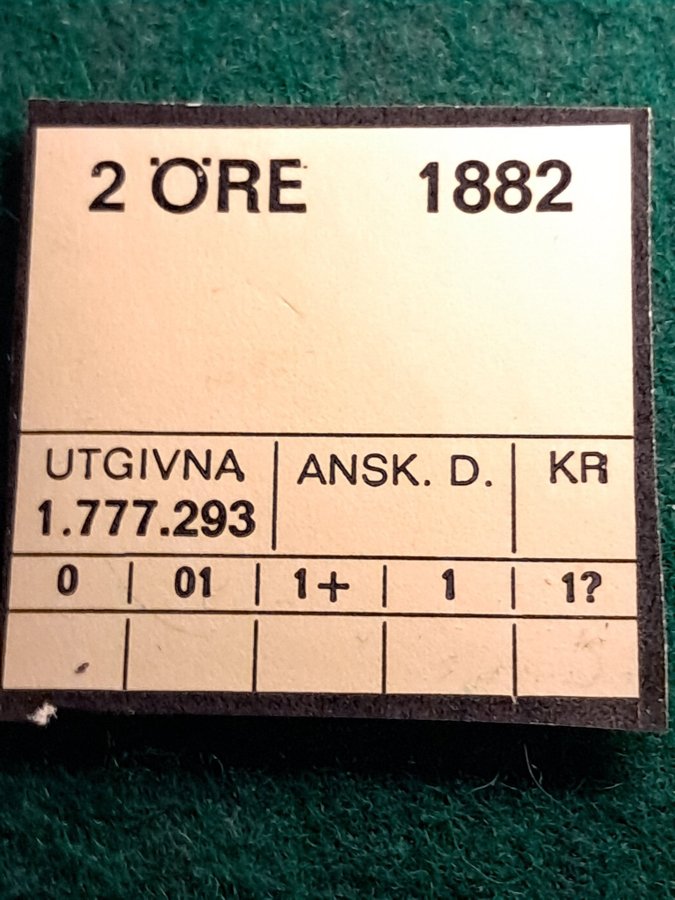 2 ÖRE 1882
UTGIVNA ANSK. D. KR
1.777.293
0 01 1+ 1 1?